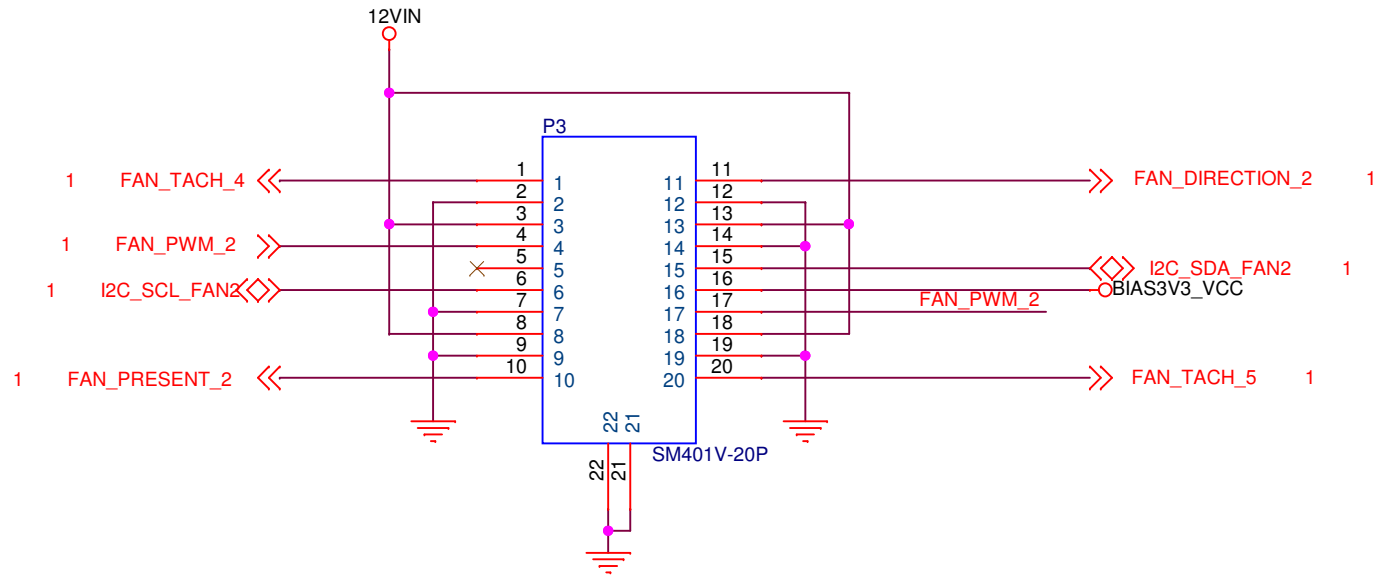 12VIN
P3
1 FAN_TACH_4 1 1 11 11 FAN_DIRECTION_2 1
2 2 12 12
3 3 13 13
1 FAN_PWM_2 4 4 14 14
5 5 15 15 I2C_SDA_FAN2 1
1 I2C_SCL_FAN2 6 6 16 16 BIAS3V3_VCC
7 7 17 17 FAN_PWM_2
8 8 18 18
9 9 19 19
1 FAN_PRESENT_2 10 10 20 20 FAN_TACH_5 1
22 21
SM401V-20P
22 21